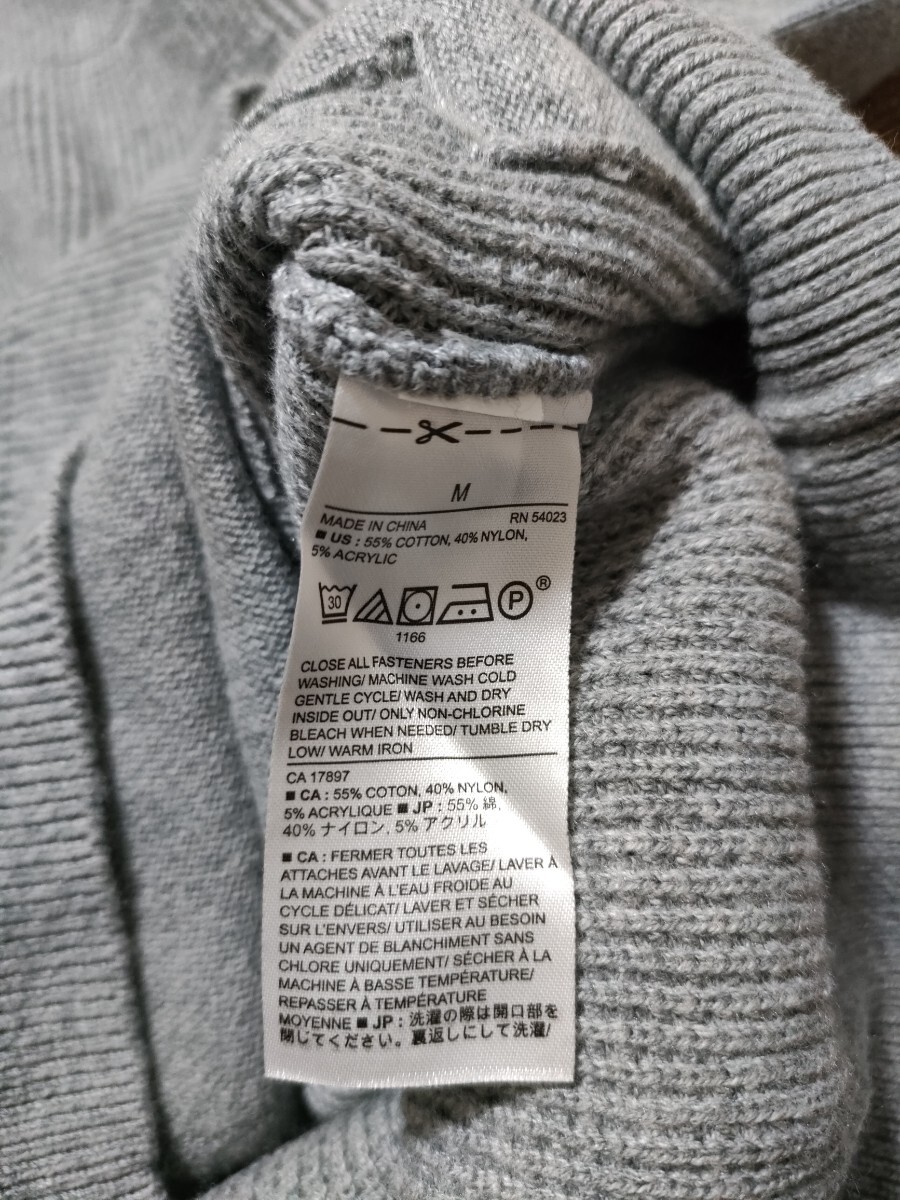 M
MADE IN CHINA RN 54023
■ US : 55% COTTON, 40% NYLON,
5% ACRYLIC
30 P ®
1166
CLOSE ALL FASTENERS BEFORE
WASHING/ MACHINE WASH COLD
GENTLE CYCLE/ WASH AND DRY
INSIDE OUT/ ONLY NON-CHLORINE
BLEACH WHEN NEEDED/ TUMBLE DRY
LOW/ WARM IRON
CA 17897
■ CA : 55% COTON, 40% NYLON,
5% ACRYLIQUE ■ JP : 55% 綿,
40% ナイロン, 5% アクリル
■ CA : FERMER TOUTES LES
ATTACHES AVANT LE LAVAGE/ LAVER À
LA MACHINE À L'EAU FROIDE AU
CYCLE DÉLICAT/ LAVER ET SÉCHER
SUR L'ENVERS/ UTILISER AU BESOIN
UN AGENT DE BLANCHIMENT SANS
CHLORE UNIQUEMENT/ SÉCHER À LA
MACHINE À BASSE TEMPÉRATURE/
REPASSER À TEMPÉRATURE
MOYENNE ■ JP : 洗濯の際は開口部を
閉じてください。裏返しにして洗濯/